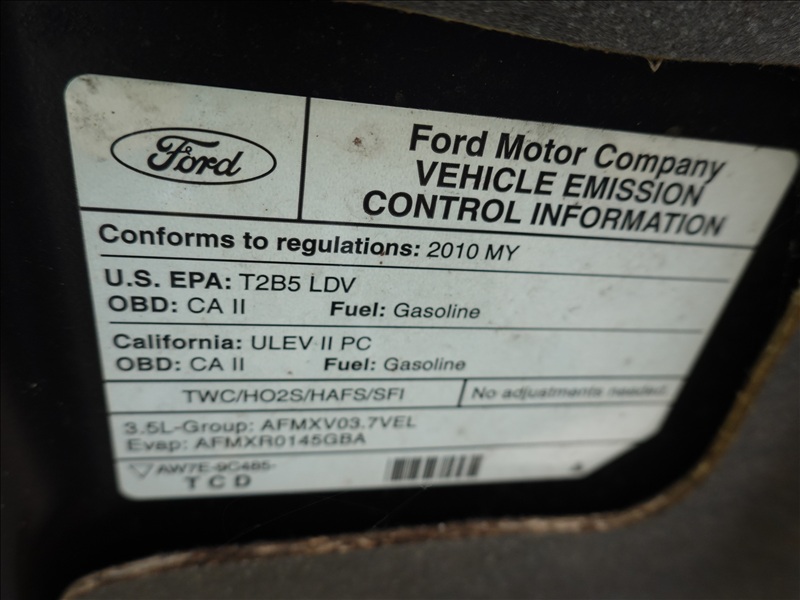 Ford
Ford Motor Company
VEHICLE EMISSION
CONTROL INFORMATION
Conforms to regulations: 2010 MY
U.S. EPA: T2B5 LDV
OBD: CA II Fuel: Gasoline
California: ULEV II PC
OBD: CA II Fuel: Gasoline
TWC/HO2S/HAFS/SFI No adjustments needed.
3.5L-Group: AFMXV03.7VEL
Evap: AFMXR0145GBA
AW7E-9C485-
TCD